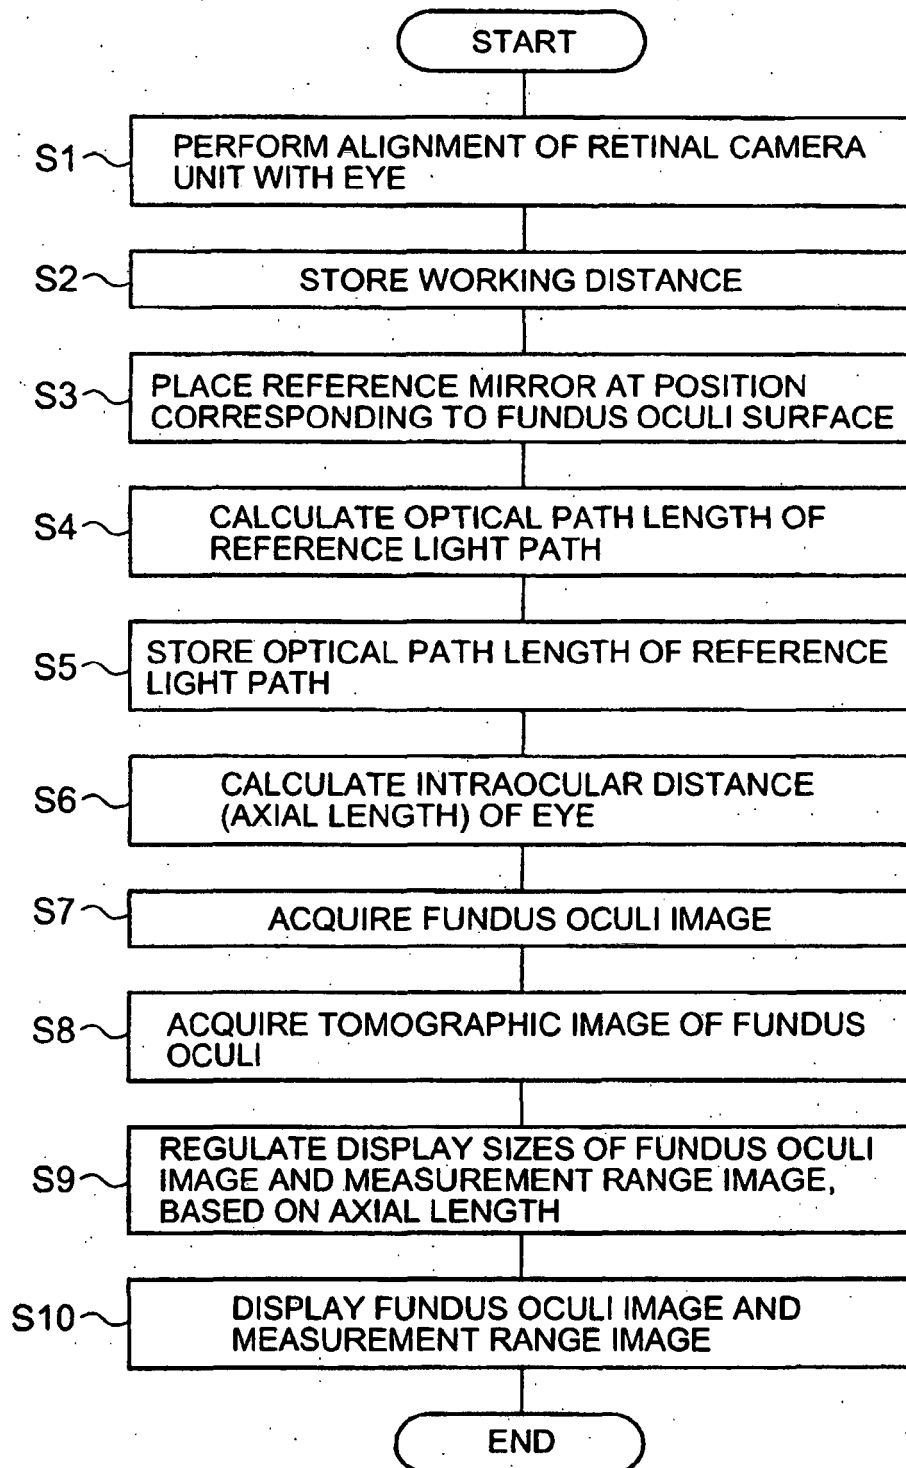 START
S1 PERFORM ALIGNMENT OF RETINAL CAMERA
UNIT WITH EYE
S2 STORE WORKING DISTANCE
S3 PLACE REFERENCE MIRROR AT POSITION
CORRESPONDING TO FUNDUS OCULI SURFACE
S4 CALCULATE OPTICAL PATH LENGTH OF
REFERENCE LIGHT PATH
S5 STORE OPTICAL PATH LENGTH OF REFERENCE
LIGHT PATH
S6 CALCULATE INTRAOCULAR DISTANCE
(AXIAL LENGTH) OF EYE
S7 ACQUIRE FUNDUS OCULI IMAGE
S8 ACQUIRE TOMOGRAPHIC IMAGE OF FUNDUS
OCULI
S9 REGULATE DISPLAY SIZES OF FUNDUS OCULI
IMAGE AND MEASUREMENT RANGE IMAGE,
BASED ON AXIAL LENGTH
S10 DISPLAY FUNDUS OCULI IMAGE AND
MEASUREMENT RANGE IMAGE
END